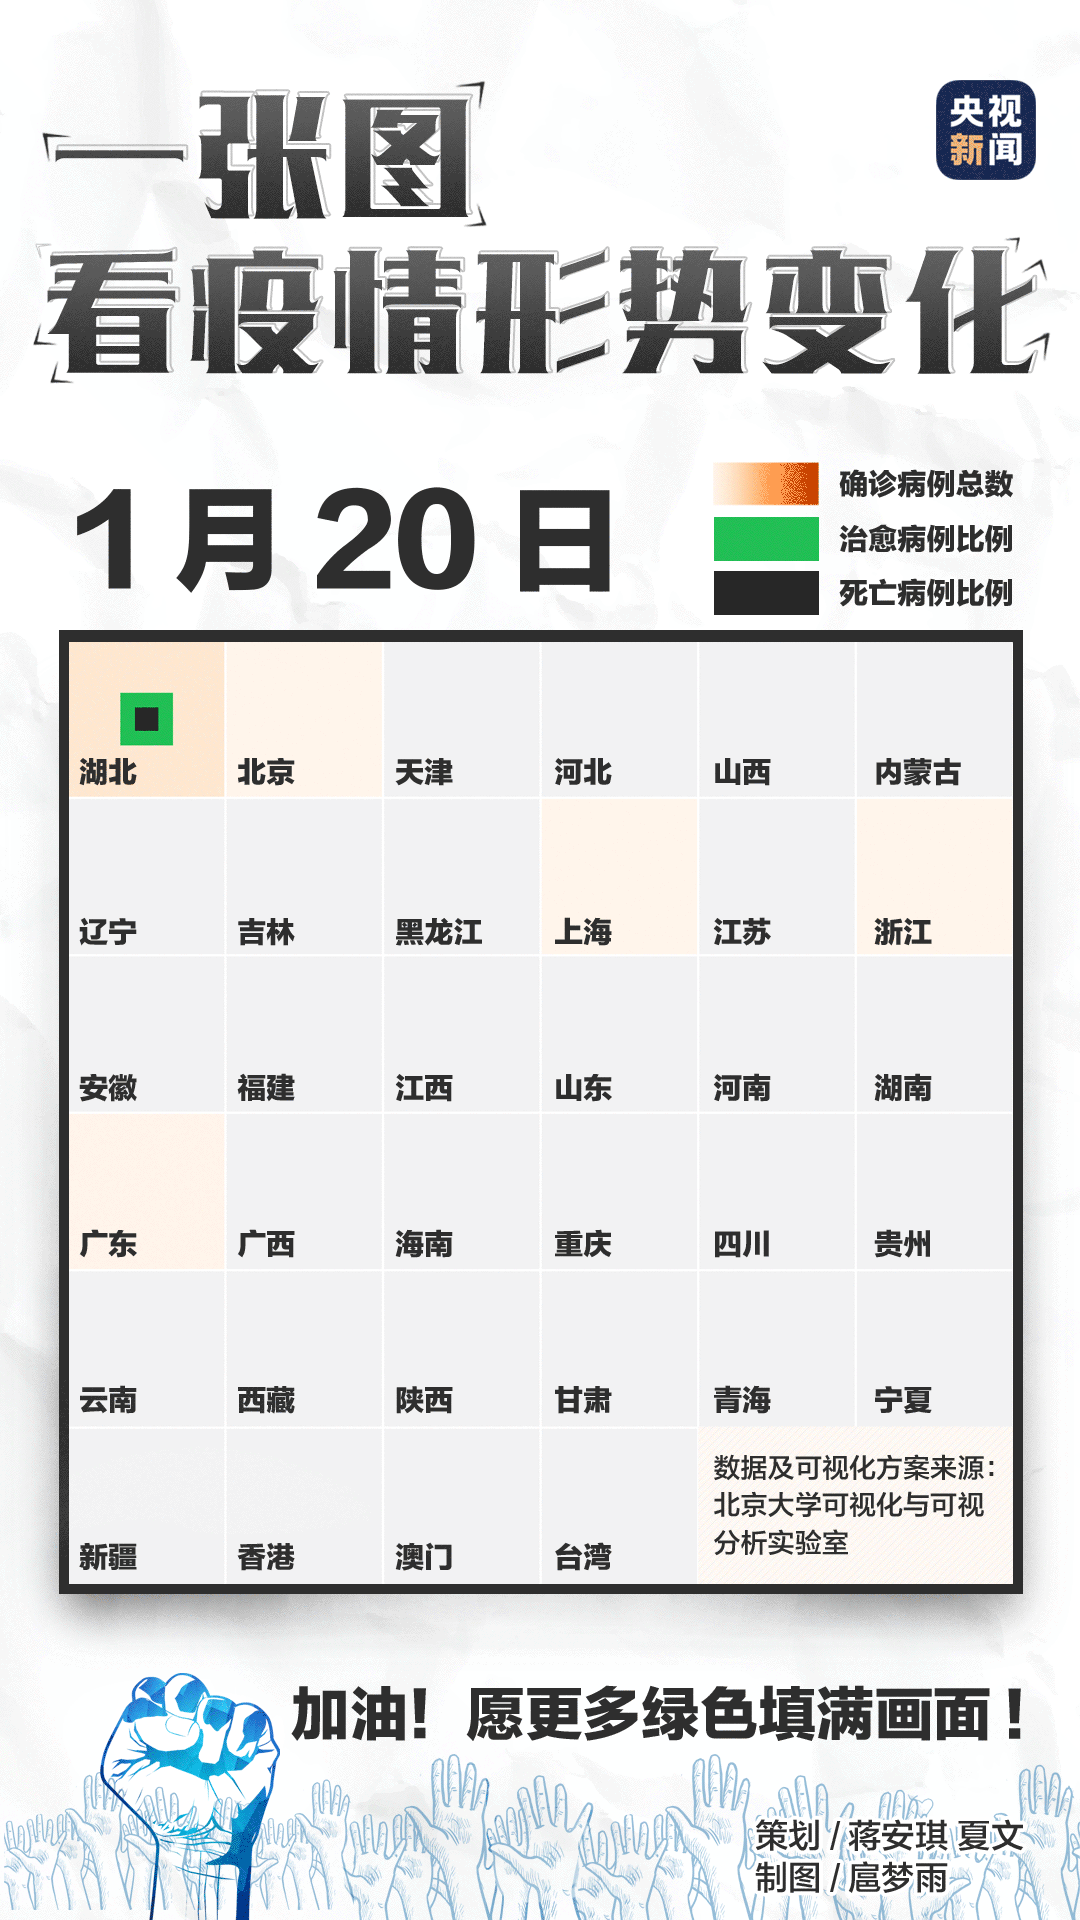 一张图
央视
新闻
看疫情形势变化
1月20日
确诊病例总数
治愈病例比例
死亡病例比例
湖北 北京 天津 河北 山西 内蒙古
辽宁 吉林 黑龙江 上海 江苏 浙江
安徽 福建 江西 山东 河南 湖南
广东 广西 海南 重庆 四川 贵州
云南 西藏 陕西 甘肃 青海 宁夏
新疆 香港 澳门 台湾
数据及可视化方案来源：
北京大学可视化与可视
分析实验室
加油！愿更多绿色填满画面！
策划 / 蒋安琪 夏文
制图 / 扈梦雨